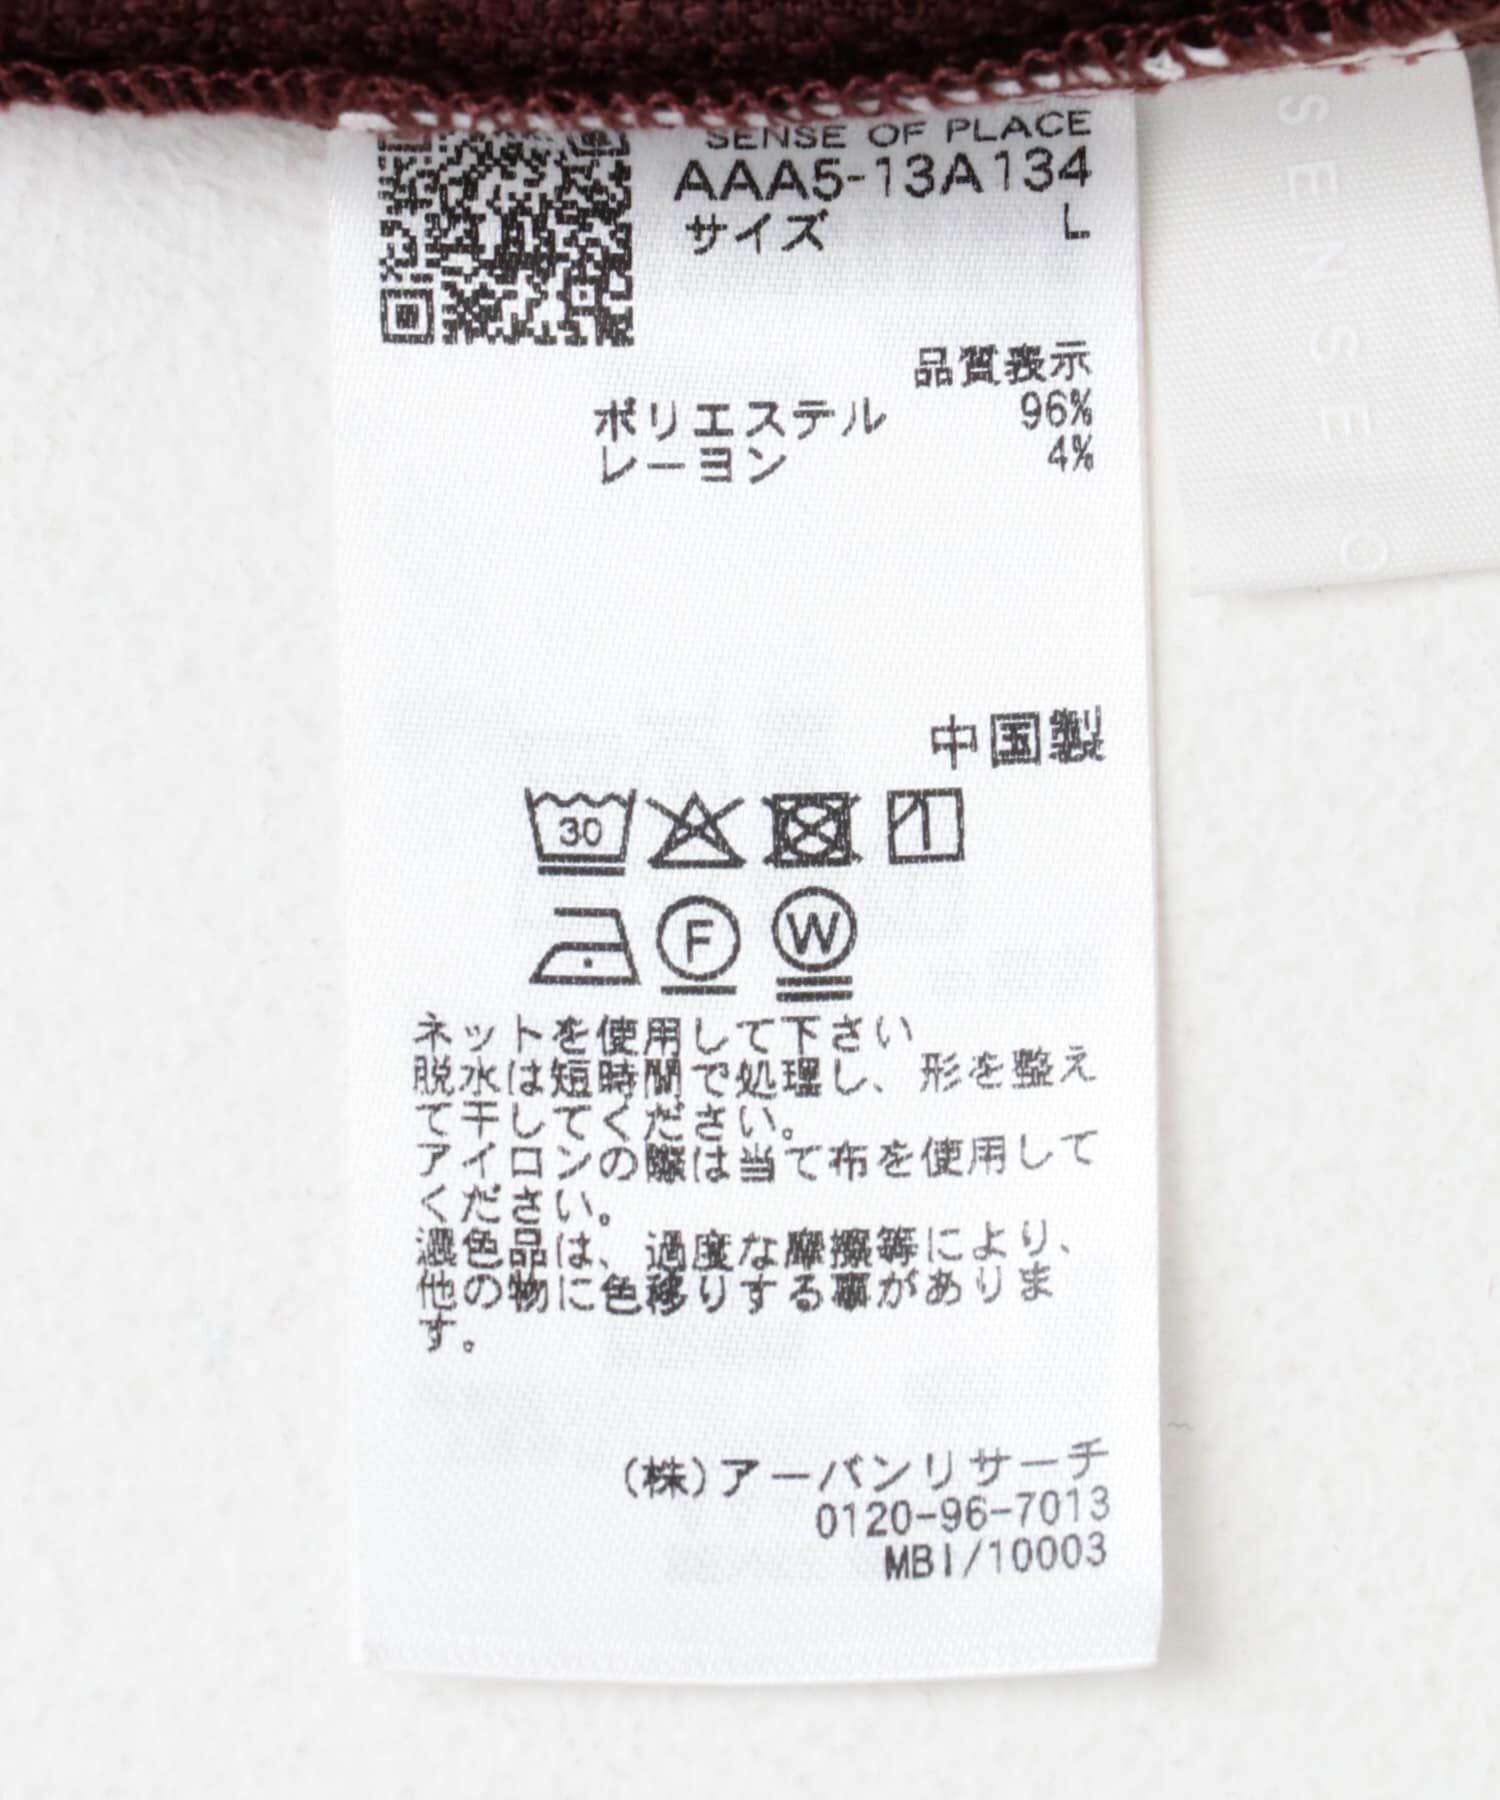 SENSE OF PLACE
AAA5-13A134
サイズ L
品質表示
ポリエステル 96%
レーヨン 4%
中国製
30
F W
ネットを使用して下さい
脱水は短時間で処理し、形を整え
て干してください。
アイロンの際は当て布を使用して
ください。
濃色品は、過度な摩擦等により、
他の物に色移りする事がありま
す。
(株)アーバンリサーチ
0120-96-7013
MBI/10003
SENSE O